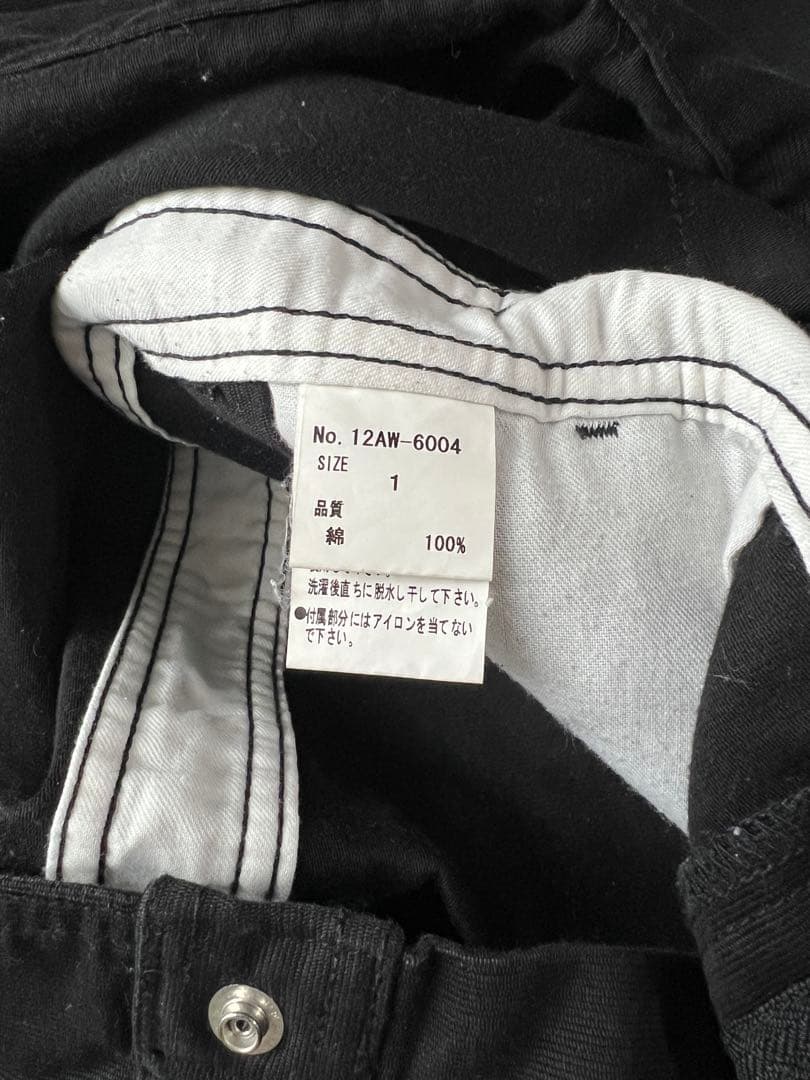 No. 12AW-6004
SIZE
1
品質
綿 100%
洗濯後直ちに脱水し干して下さい。
●付属部分にはアイロンを当てない
で下さい。